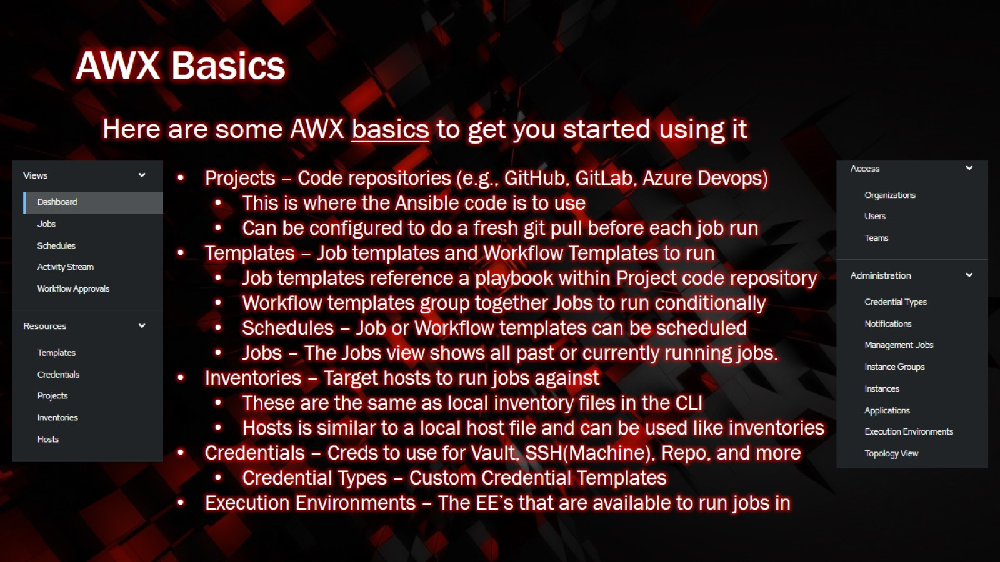 AWX Basics
Here are some AWX basics to get you started using it
Views
Dashboard
Jobs
Schedules
Activity Stream
Workflow Approvals
Resources
Templates
Credentials
Projects
Inventories
Hosts
• Projects – Code repositories (e.g., GitHub, GitLab, Azure Devops)
• This is where the Ansible code is to use
• Can be configured to do a fresh git pull before each job run
• Templates – Job templates and Workflow Templates to run
• Job templates reference a playbook within Project code repository
• Workflow templates group together Jobs to run conditionally
• Schedules – Job or Workflow templates can be scheduled
• Jobs – The Jobs view shows all past or currently running jobs.
• Inventories – Target hosts to run jobs against
• These are the same as local inventory files in the CLI
• Hosts is similar to a local host file and can be used like inventories
• Credentials – Creds to use for Vault, SSH(Machine), Repo, and more
• Credential Types – Custom Credential Templates
• Execution Environments – The EE’s that are available to run jobs in
Access
Organizations
Users
Teams
Administration
Credential Types
Notifications
Management Jobs
Instance Groups
Instances
Applications
Execution Environments
Topology View